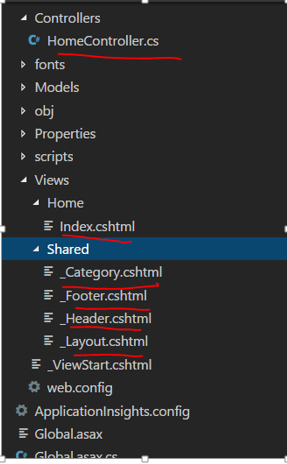 Controllers
C# HomeController.cs
fonts
Models
obj
Properties
scripts
Views
Home
Index.cshtml
Shared
_Category.cshtml
_Footer.cshtml
_Header.cshtml
_Layout.cshtml
_ViewStart.cshtml
web.config
ApplicationInsights.config
Global.asax
C# Global.asax.cs